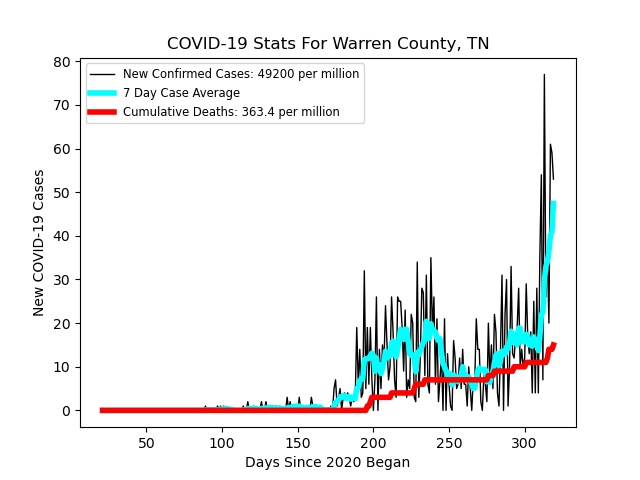 COVID-19 Stats For Warren County, TN
New Confirmed Cases: 49200 per million
7 Day Case Average
Cumulative Deaths: 363.4 per million
New COVID-19 Cases
80
70
60
50
40
30
20
10
0
50 100 150 200 250 300
Days Since 2020 Began